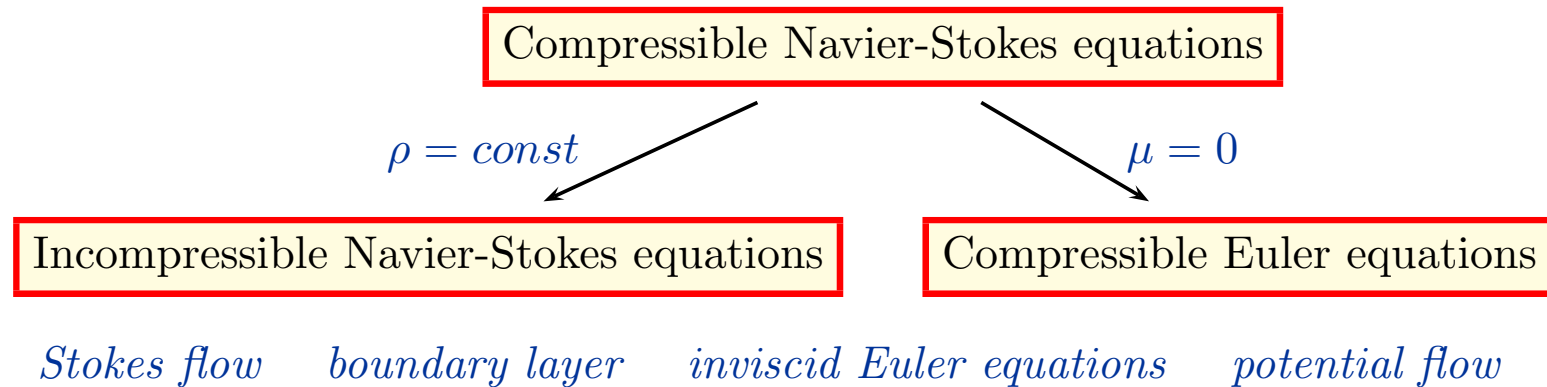 Compressible Navier-Stokes equations
ρ = const μ = 0
Incompressible Navier-Stokes equations Compressible Euler equations
Stokes flow boundary layer inviscid Euler equations potential flow